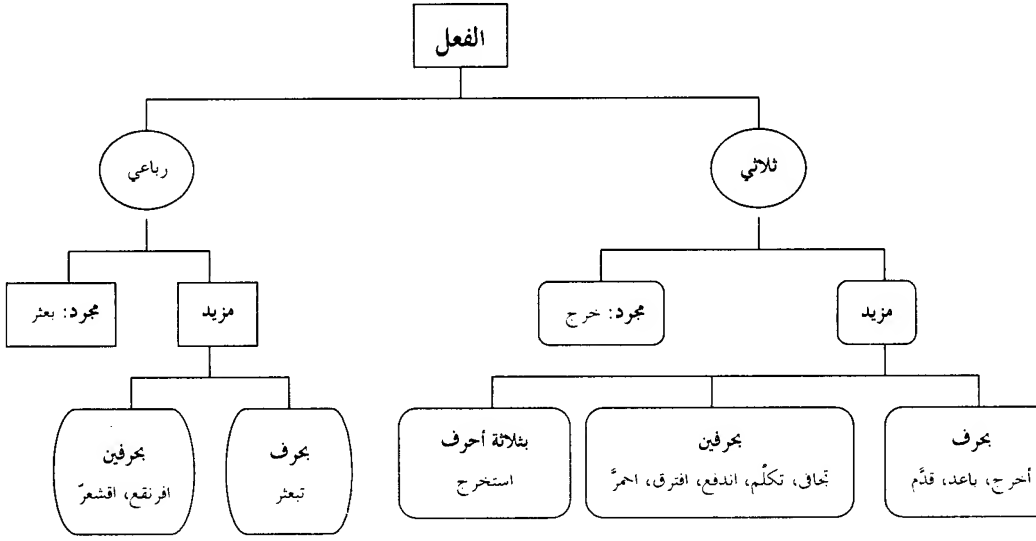 الفعل
ثلاثي
رباعي
مزيد
مجرد: خرج
مزيد
مجرد: بعثر
بحرف
أخرج، باعد، قدَّم
بحرفين
تجافى، تكلّم، اندفع، افترق، احمرَّ
بثلاثة أحرف
استخرج
بحرف
تبعثر
بحرفين
افرنقع، اقشعرّ